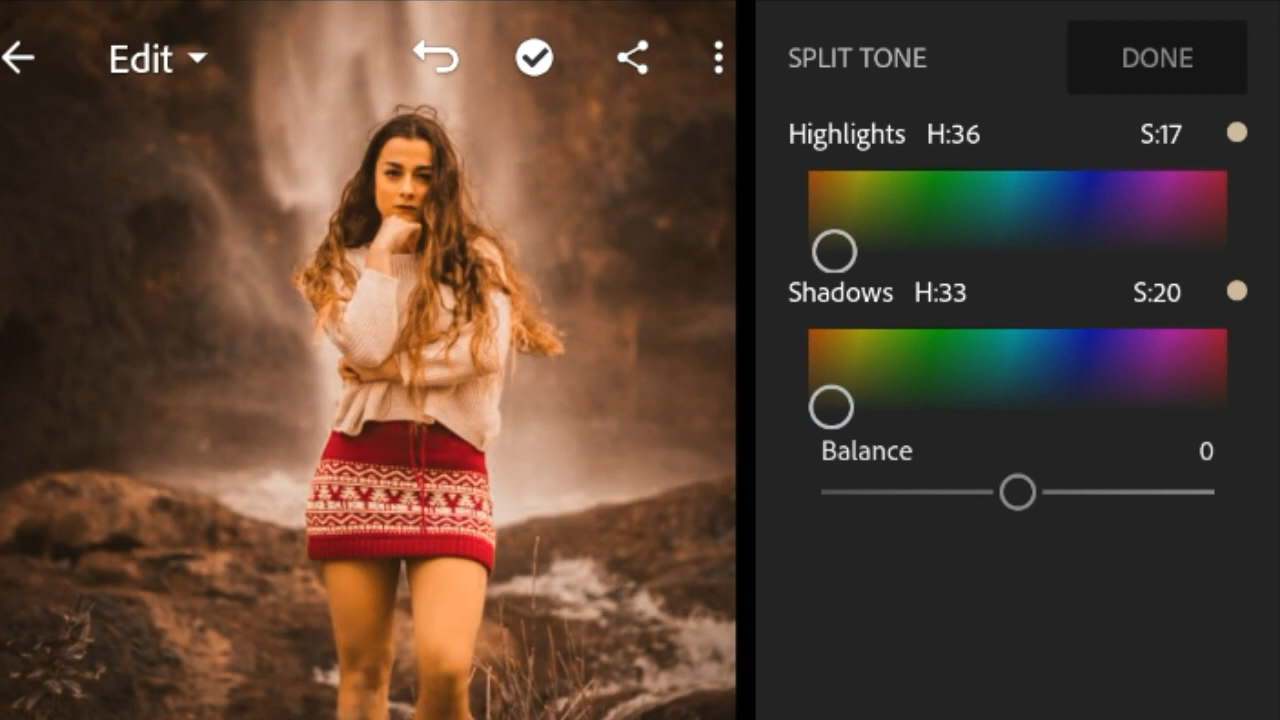 Edit
SPLIT TONE
DONE
Highlights H:36 S:17
Shadows H:33 S:20
Balance 0